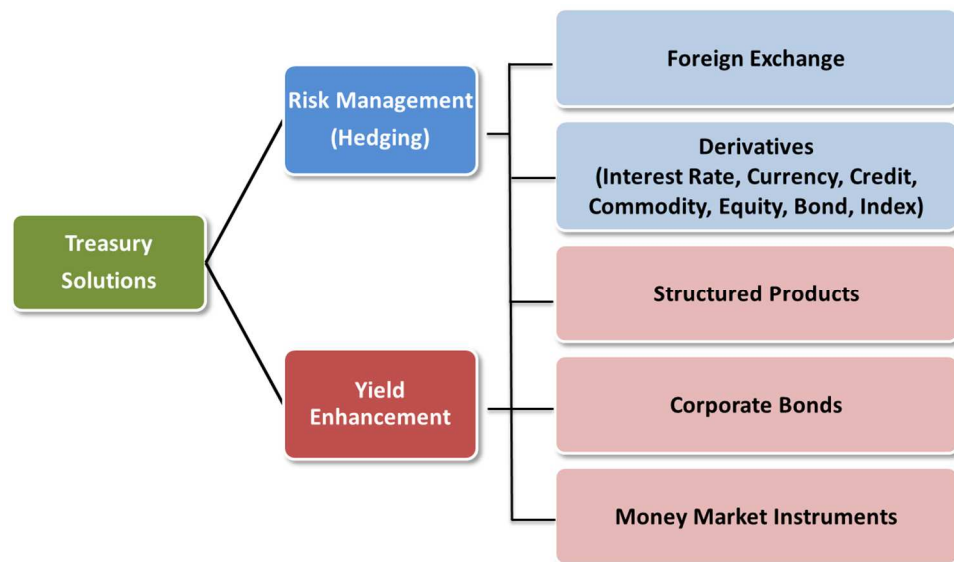 Treasury
Solutions
Risk Management
(Hedging)
Yield
Enhancement
Foreign Exchange
Derivatives
(Interest Rate, Currency, Credit,
Commodity, Equity, Bond, Index)
Structured Products
Corporate Bonds
Money Market Instruments